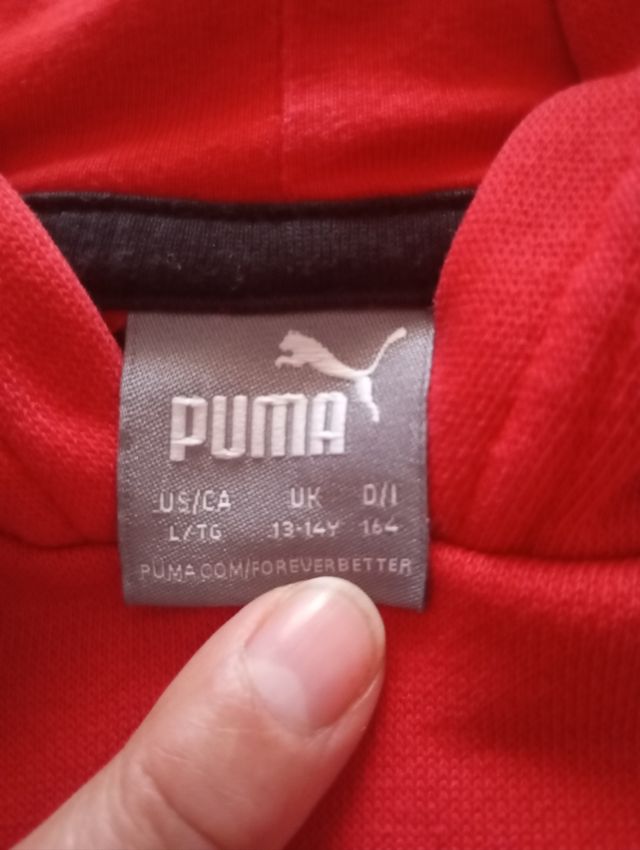 PUMA
US/CA UK D/I
L/TG 13-14Y 164
PUMA.COM/FOREVERBETTER